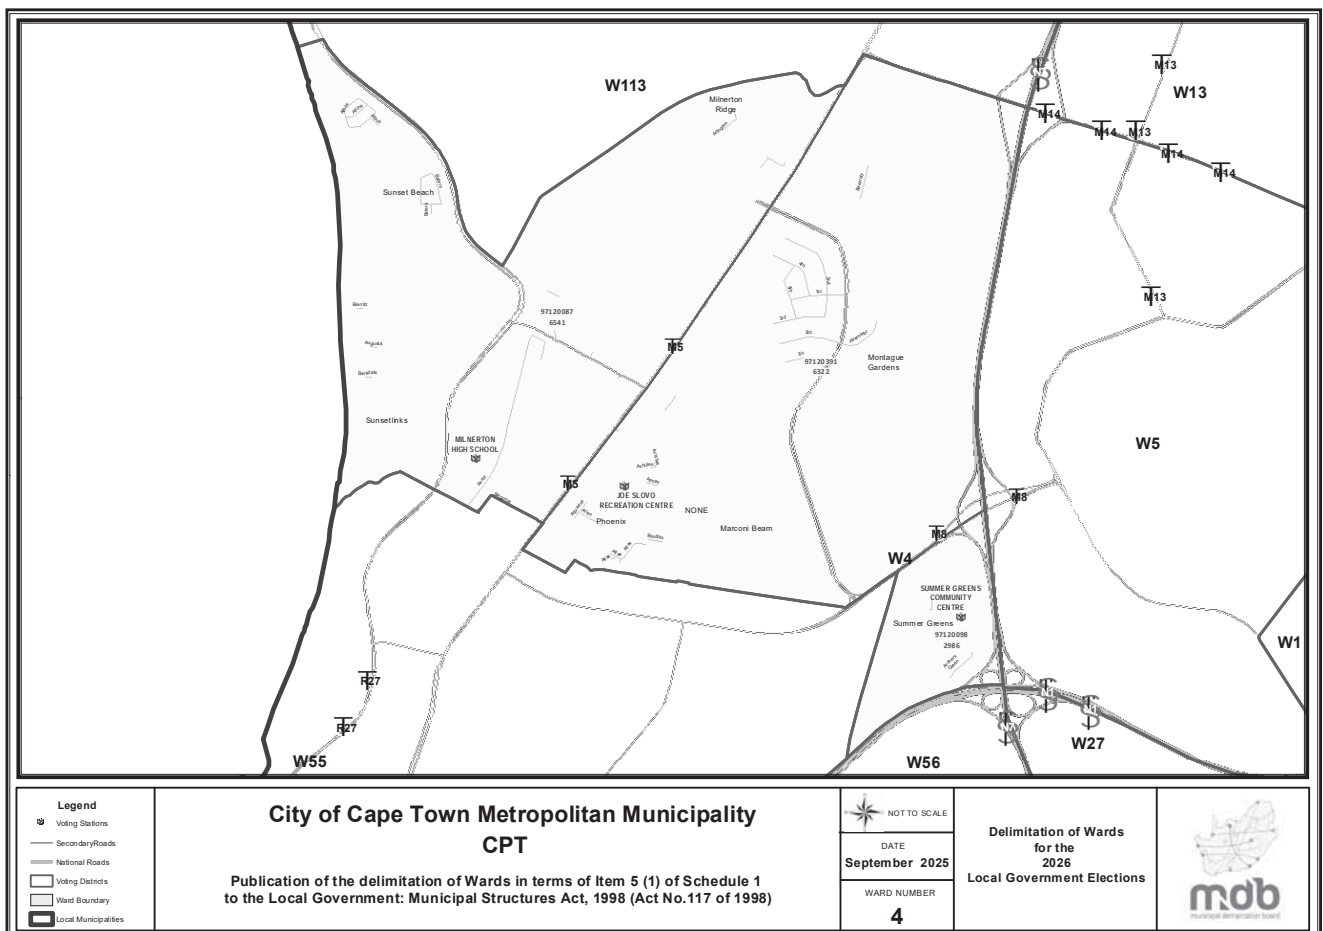 W113
Milnerton
Ridge
Arlington
M13
W13
M14
M14
M13
M14
M14
Sunset Beach
M13
97120087
6541
M5
Montague
Gardens
97120391
6322
Sunsetlinks
MILNERTON
HIGH SCHOOL
W5
M5
M8
JOE SLOVO
RECREATION CENTRE
NONE
Phoenix
Marconi Beam
M8
W4
SUMMER GREENS
COMMUNITY
CENTRE
Summer Greens
97120098
2986
W1
R27
R27
W55
W56
W27
Legend
Voting Stations
SecondaryRoads
National Roads
Voting Districts
Ward Boundary
Local Municipalities
City of Cape Town Metropolitan Municipality
CPT
Publication of the delimitation of Wards in terms of Item 5 (1) of Schedule 1
to the Local Government: Municipal Structures Act, 1998 (Act No.117 of 1998)
NOT TO SCALE
DATE
September 2025
WARD NUMBER
4
Delimitation of Wards
for the
2026
Local Government Elections
mdb
municipal demarcation board